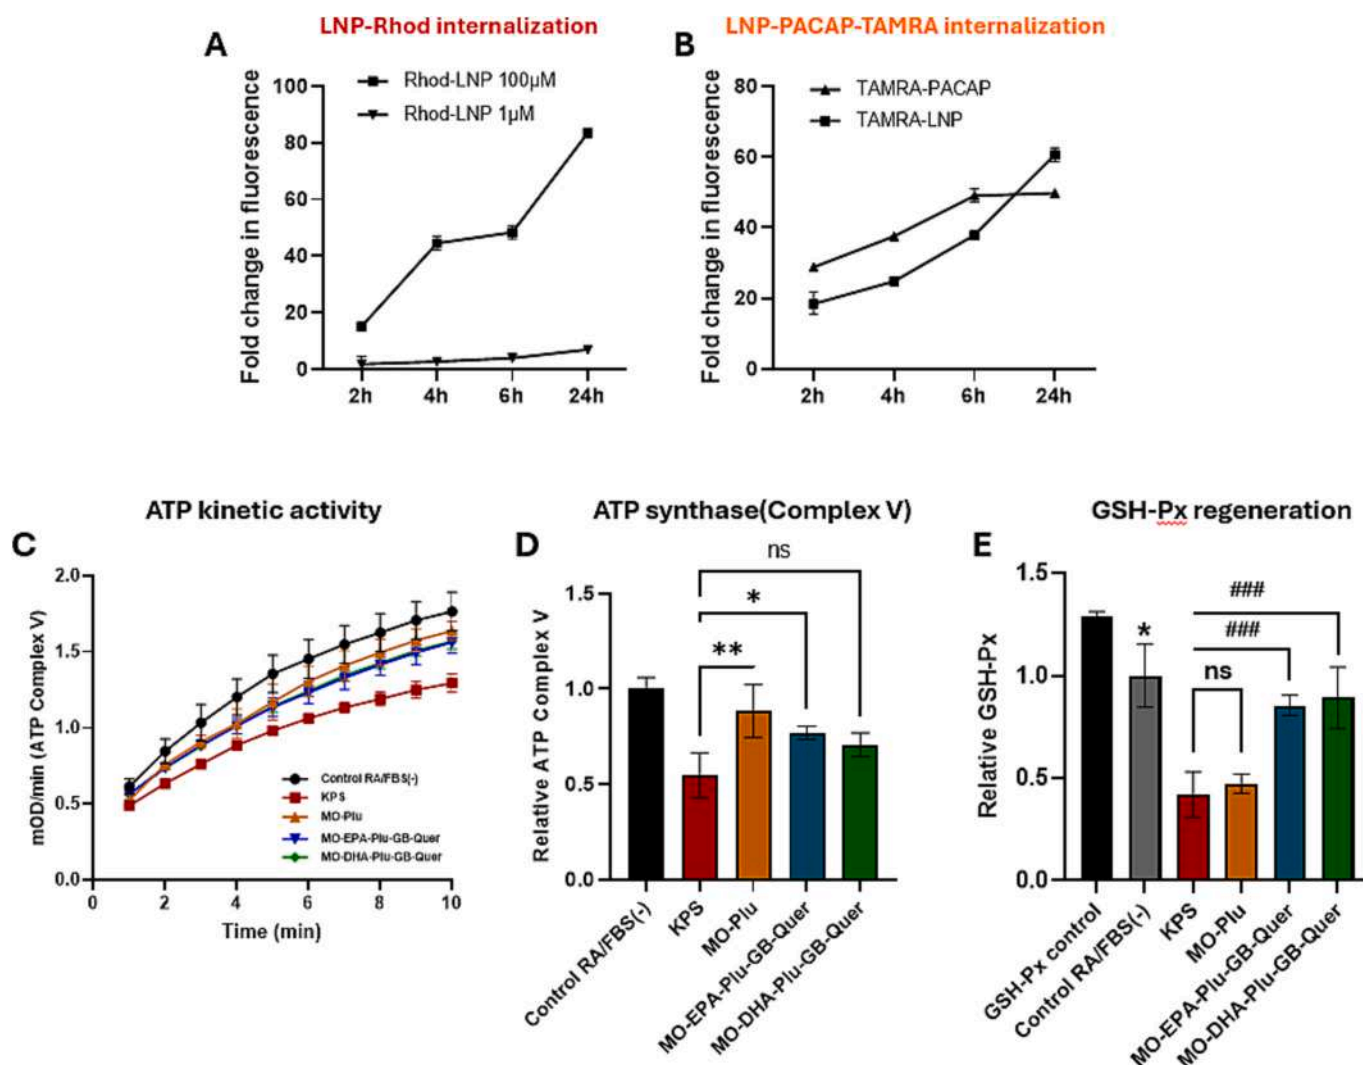 LNP-Rhod internalization
LNP-PACAP-TAMRA internalization
A
Fold change in fluorescence
100
80
60
40
20
0
Rhod-LNP 100µM
Rhod-LNP 1µM
2h
4h
6h
24h
B
Fold change in fluorescence
80
60
40
20
0
TAMRA-PACAP
TAMRA-LNP
2h
4h
6h
24h
ATP kinetic activity
C
mOD/min (ATP Complex V)
2.0
1.5
1.0
0.5
0.0
Control RA/FBS(-)
KPS
MO-Plu
MO-EPA-Plu-GB-Quer
MO-DHA-Plu-GB-Quer
0
2
4
6
8
10
Time (min)
ATP synthase(Complex V)
D
Relative ATP Complex V
1.5
1.0
0.5
0.0
ns
*
**
Control RA/FBS(-)
KPS
MO-Plu
MO-EPA-Plu-GB-Quer
MO-DHA-Plu-GB-Quer
GSH-Px regeneration
E
Relative GSH-Px
1.5
1.0
0.5
0.0
###
###
ns
*
GSH-Px control
Control RA/FBS(-)
KPS
MO-Plu
MO-EPA-Plu-GB-Quer
MO-DHA-Plu-GB-Quer